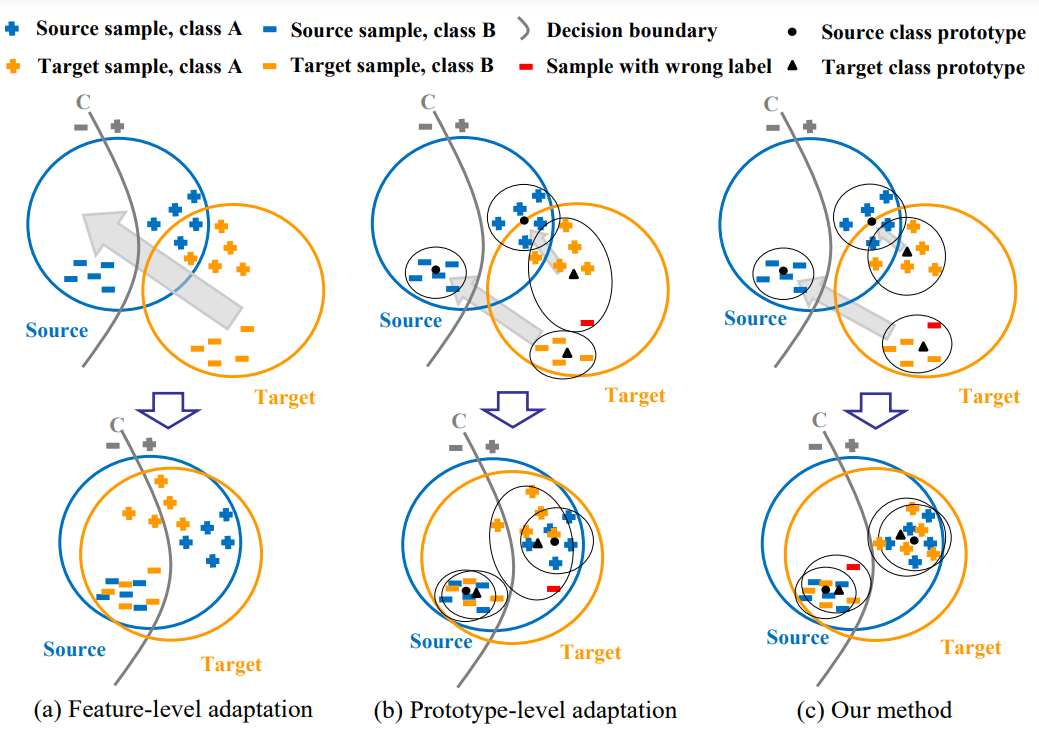 Source sample, class A Source sample, class B Decision boundary Source class prototype
Target sample, class A Target sample, class B Sample with wrong label Target class prototype
C C C
Source Source Source
Target Target Target
C C C
Source Source Source
Target Target Target
(a) Feature-level adaptation (b) Prototype-level adaptation (c) Our method